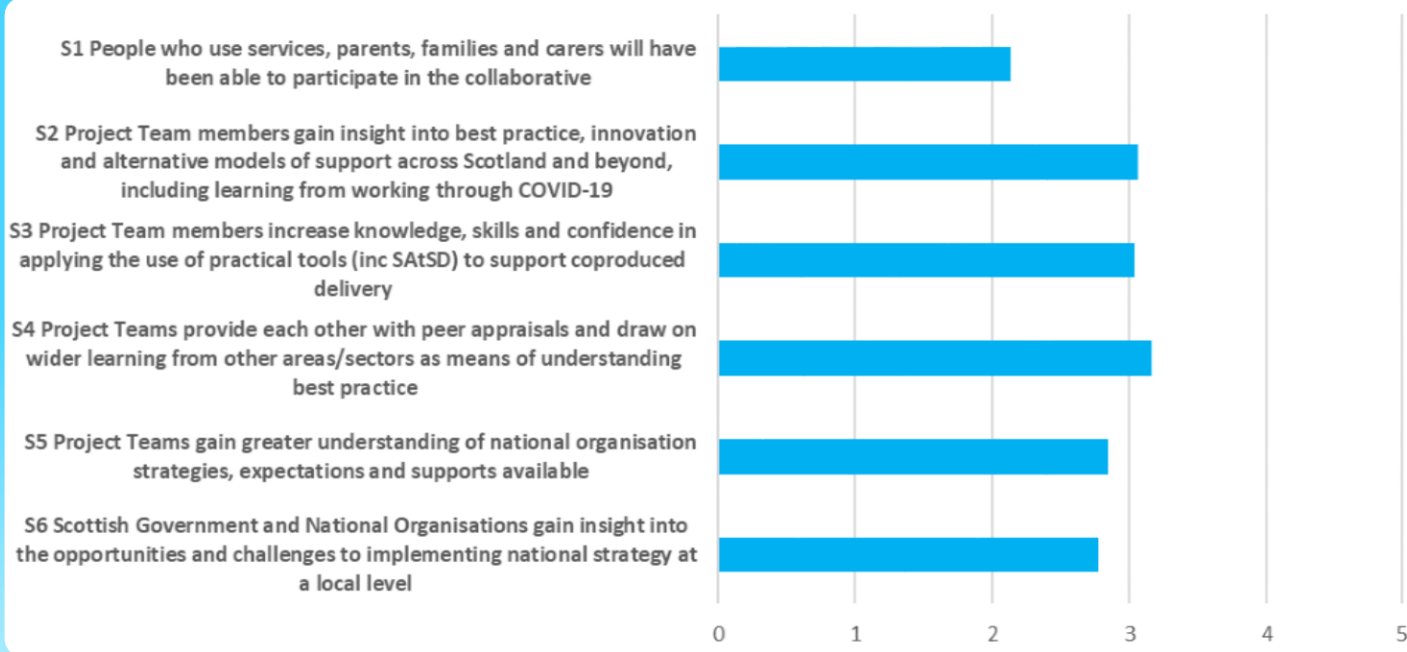 S1 People who use services, parents, families and carers will have
been able to participate in the collaborative
S2 Project Team members gain insight into best practice, innovation
and alternative models of support across Scotland and beyond,
including learning from working through COVID-19
S3 Project Team members increase knowledge, skills and confidence in
applying the use of practical tools (inc SAtSD) to support coproduced
delivery
S4 Project Teams provide each other with peer appraisals and draw on
wider learning from other areas/sectors as means of understanding
best practice
S5 Project Teams gain greater understanding of national organisation
strategies, expectations and supports available
S6 Scottish Government and National Organisations gain insight into
the opportunities and challenges to implementing national strategy at
a local level
0 1 2 3 4 5